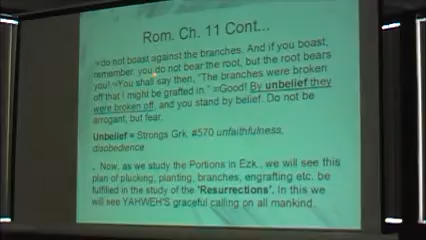 Rom. Ch. 11 Cont...
18do not boast against the branches. And if you boast,
remember, you do not bear the root, but the root bears
you! 19You shall say then, "The branches were broken
off that I might be grafted in." 20Good! By unbelief they
were broken off, and you stand by belief. Do not be
arrogant, but fear.
Unbelief = Strongs Grk. #570 unfaithfulness,
disobedience
. Now, as we study the Portions in Ezk., we will see this
plan of plucking, planting, branches, engrafting etc. be
fulfilled in the study of the 'Resurrections'. In this we
will see YAHWEH'S graceful calling on all mankind.